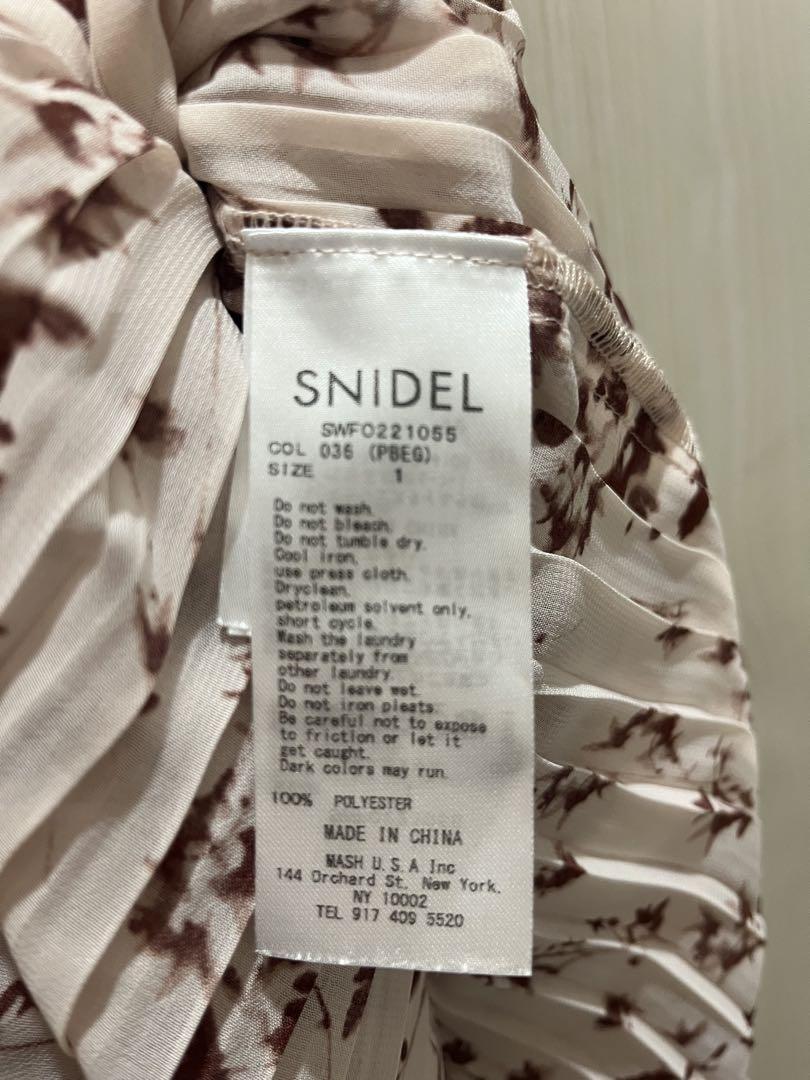 SNIDEL
SWFO221055
COL 036 (PBEG)
SIZE 1
Do not wash.
Do not bleach.
Do not tumble dry.
Cool iron,
use press cloth.
Dryclean.
petroleum solvent only,
short cycle.
Wash the laundry
separately from
other laundry.
Do not leave wet.
Do not iron pleats.
Be careful not to expose
to friction or let it
get caught.
Dark colors may run.
100% POLYESTER
MADE IN CHINA
MASH U.S.A Inc
144 Orchard St. New York,
NY 10002
TEL 917 409 5520